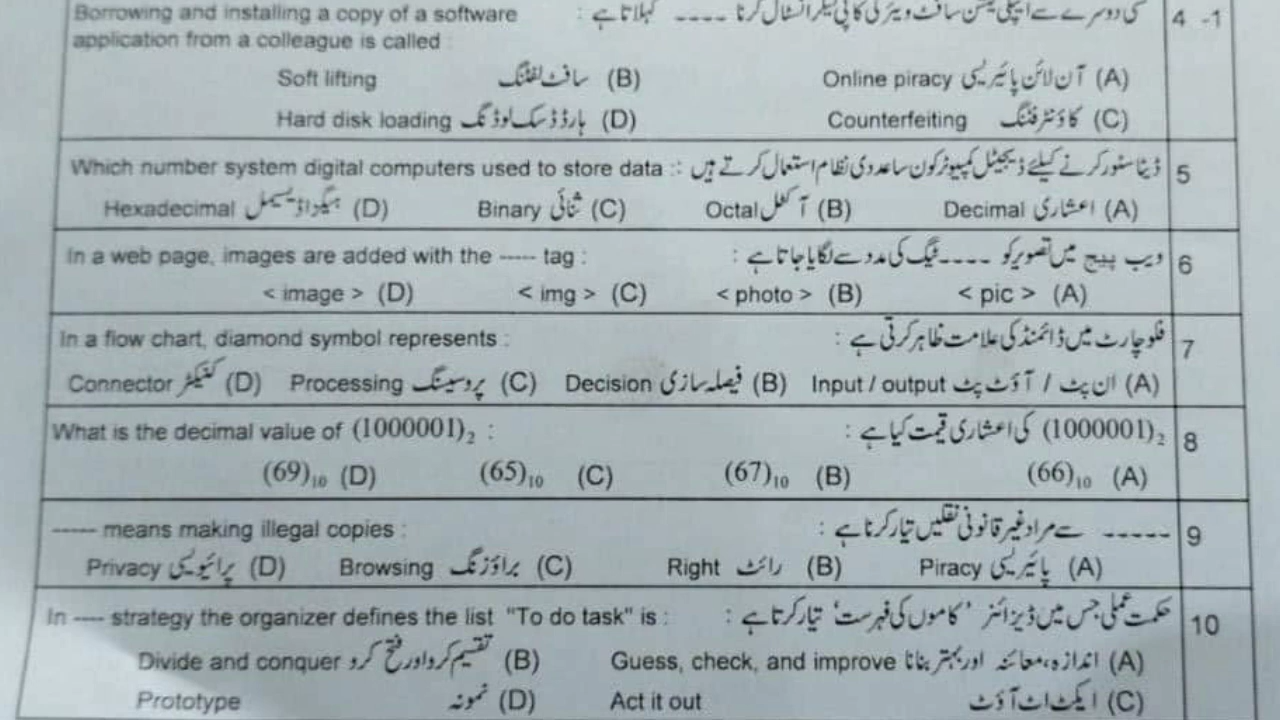 Borrowing and installing a copy of a software کی دوسرے سے ایپلی کیشن سافٹ ویئر کی کاپی لیکر انسٹال کرنا ---- کہلاتا ہے : 4 -1
application from a colleague is called :
Soft lifting سافٹ لفٹنگ (B) Online piracy آن لائن پائیریسی (A)
Hard disk loading ہارڈ ڈسک لوڈنگ (D) Counterfeiting کاؤنٹر فٹنگ (C)
Which number system digital computers used to store data : ڈیٹا سٹور کرنے کیلئے ڈیجیٹل کمپیوٹر کون سا عددی نظام استعمال کرتے ہیں : 5
Hexadecimal ہیگزاڈیسیمل (D) Binary ثنائی (C) Octal آکٹل (B) Decimal اعشاری (A)
In a web page, images are added with the ----- tag : ویب پیج میں تصویر کو ---- ٹیگ کی مدد سے لگایا جاتا ہے : 6
< image > (D) < img > (C) < photo > (B) < pic > (A)
In a flow chart, diamond symbol represents : فلو چارٹ میں ڈائمنڈ کی علامت ظاہر کرتی ہے : 7
Connector کنیکٹر (D) Processing پروسیسنگ (C) Decision فیصلہ سازی (B) Input / output ان پٹ / آؤٹ پٹ (A)
What is the decimal value of (1000001)₂ : (1000001)₂ کی اعشاری قیمت کیا ہے : 8
(69)₁₀ (D) (65)₁₀ (C) (67)₁₀ (B) (66)₁₀ (A)
----- means making illegal copies : ----- سے مراد غیر قانونی نقلیں تیار کرنا ہے : 9
Privacy پرائیویسی (D) Browsing براؤزنگ (C) Right رائٹ (B) Piracy پائیریسی (A)
In ---- strategy the organizer defines the list "To do task" is : حکمت عملی جس میں ڈیزائنر 'کاموں کی فہرست' تیار کرتا ہے : 10
Divide and conquer تقسیم کرو اور فتح کرو (B) Guess, check, and improve اندازہ، معائنہ اور بہتر بنانا (A)
Prototype نمونہ (D) Act it out ایکٹ اٹ آؤٹ (C)